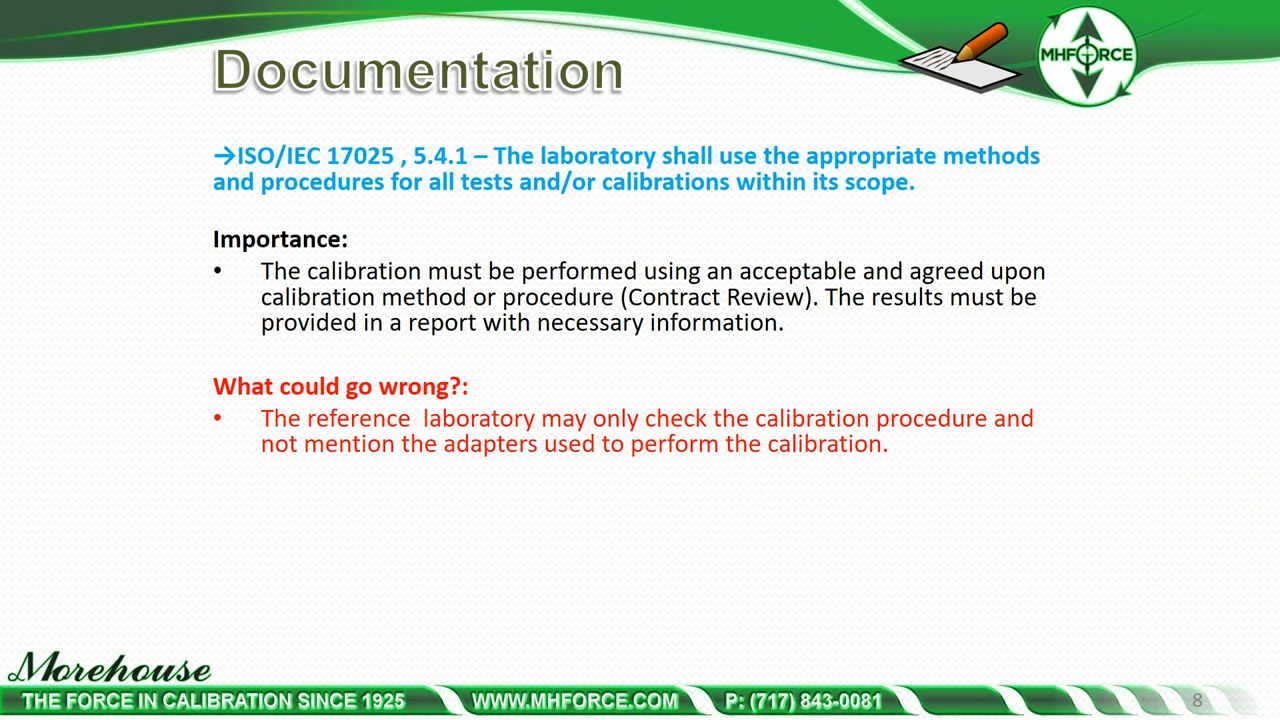 Documentation
MHFORCE
→ISO/IEC 17025 , 5.4.1 – The laboratory shall use the appropriate methods
and procedures for all tests and/or calibrations within its scope.
Importance:
• The calibration must be performed using an acceptable and agreed upon
calibration method or procedure (Contract Review). The results must be
provided in a report with necessary information.
What could go wrong?:
• The reference  laboratory may only check the calibration procedure and
not mention the adapters used to perform the calibration.
Morehouse
THE FORCE IN CALIBRATION SINCE 1925 WWW.MHFORCE.COM P: (717) 843-0081 8